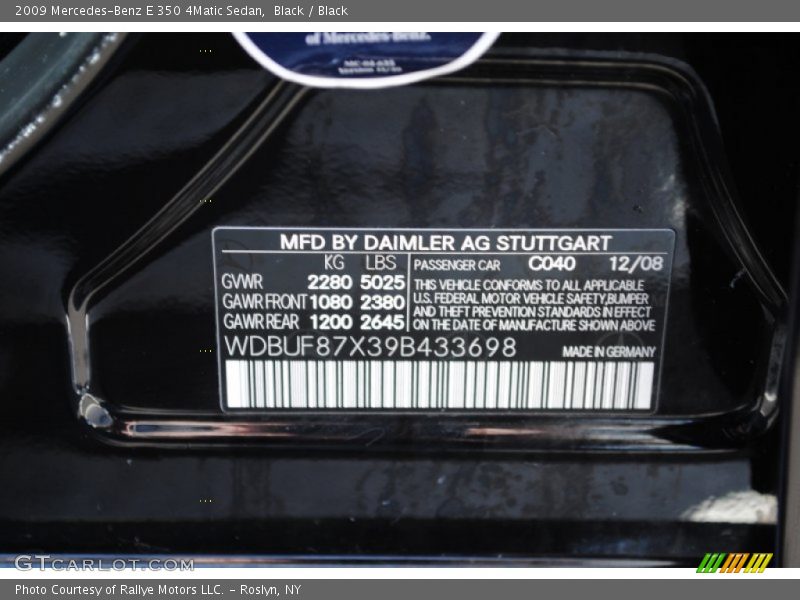 2009 Mercedes-Benz E 350 4Matic Sedan, Black / Black
of Mercedes-Benz.
MFD BY DAIMLER AG STUTTGART
KG LBS PASSENGER CAR C040 12/08
GVWR 2280 5025 THIS VEHICLE CONFORMS TO ALL APPLICABLE
GAWR FRONT 1080 2380 U.S. FEDERAL MOTOR VEHICLE SAFETY, BUMPER
GAWR REAR 1200 2645 AND THEFT PREVENTION STANDARDS IN EFFECT
ON THE DATE OF MANUFACTURE SHOWN ABOVE
WDBUF87X39B433698 MADE IN GERMANY
GTCARLOT.COM
Photo Courtesy of Rallye Motors LLC. - Roslyn, NY